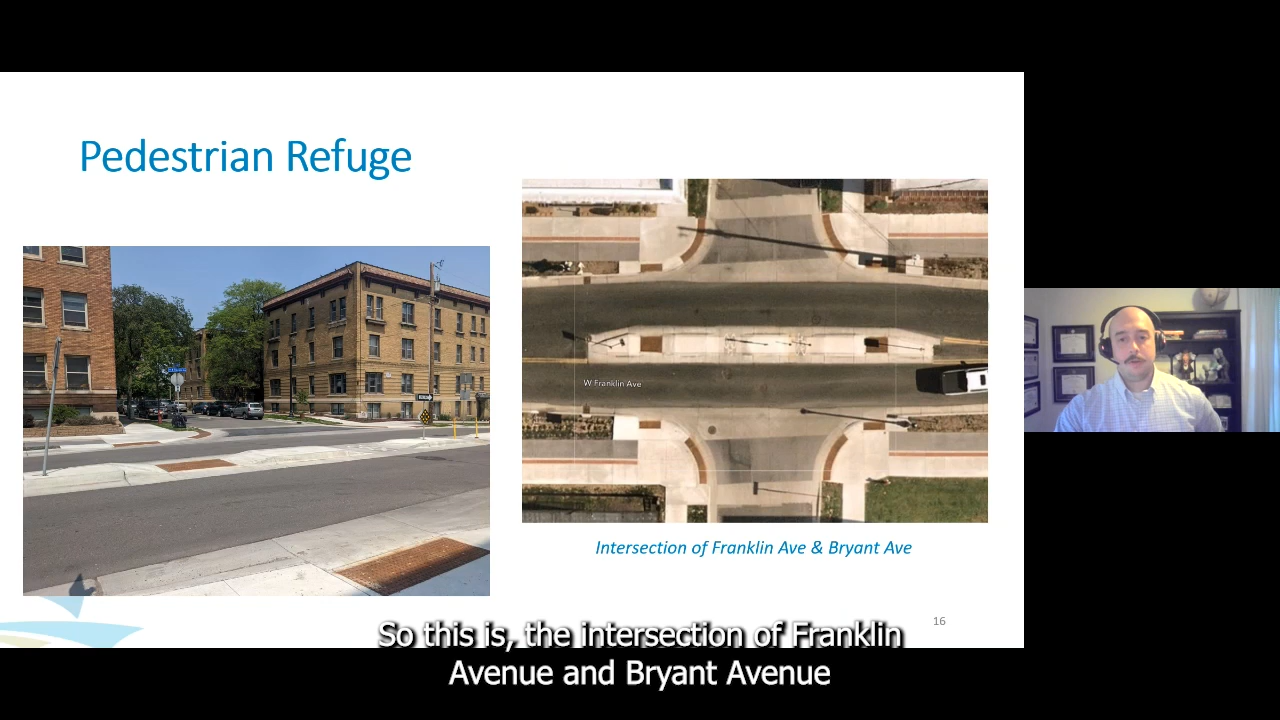 Pedestrian Refuge
W Franklin Ave
Intersection of Franklin Ave & Bryant Ave
16
So this is, the intersection of Franklin
Avenue and Bryant Avenue